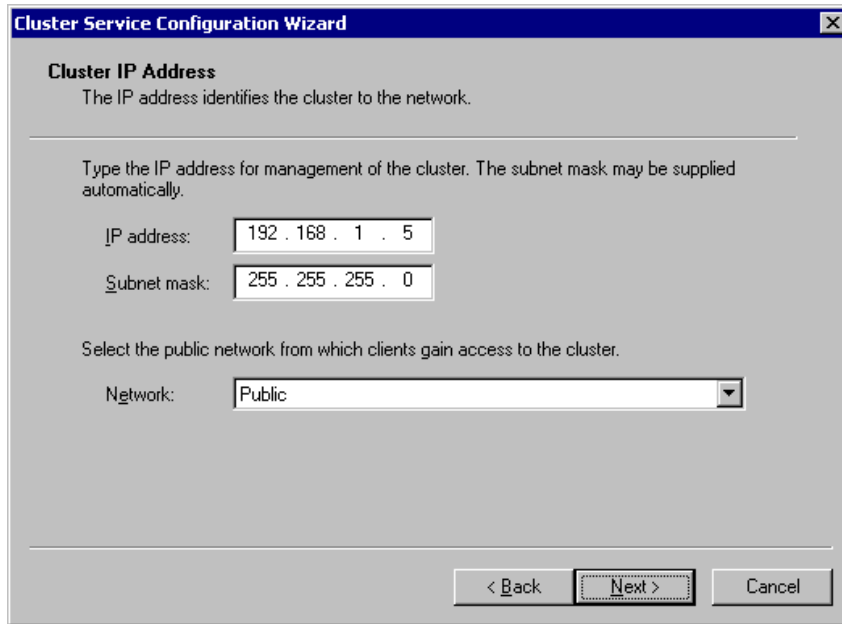 Cluster Service Configuration Wizard
Cluster IP Address
The IP address identifies the cluster to the network.
Type the IP address for management of the cluster. The subnet mask may be supplied
automatically.
IP address: 192 . 168 . 1 . 5
Subnet mask: 255 . 255 . 255 . 0
Select the public network from which clients gain access to the cluster.
Network: Public
< Back Next > Cancel